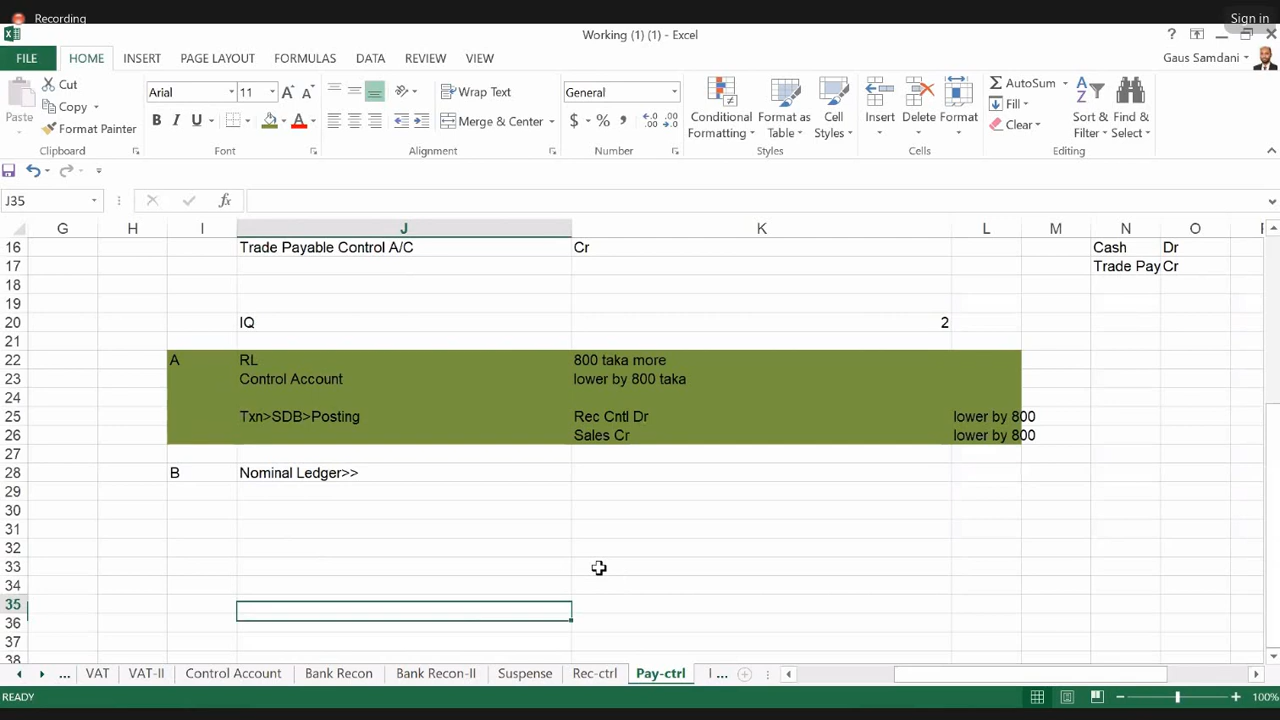 Recording
Sign in
Working (1) (1) - Excel
?
FILE HOME INSERT PAGE LAYOUT FORMULAS DATA REVIEW VIEW
Gaus Samdani
Paste
Cut
Copy
Format Painter
Clipboard
Arial 11
B I U
A A
Font
Wrap Text
Merge & Center
Alignment
General
$ % ,
Number
Conditional Formatting
Format as Table
Cell Styles
Styles
Insert Delete Format
Cells
AutoSum
Fill
Clear
Sort & Filter
Find & Select
Editing
J35 fx
G H I J K L M N O
16 Trade Payable Control A/C Cr Cash Dr
17 Trade Pay Cr
18
19
20 IQ 2
21
22 A RL 800 taka more
23 Control Account lower by 800 taka
24
25 Txn>SDB>Posting Rec Cntl Dr lower by 800
26 Sales Cr lower by 800
27
28 B Nominal Ledger>>
29
30
31
32
33
34
35
36
37
38
... VAT VAT-II Control Account Bank Recon Bank Recon-II Suspense Rec-ctrl Pay-ctrl I ...
READY
100%